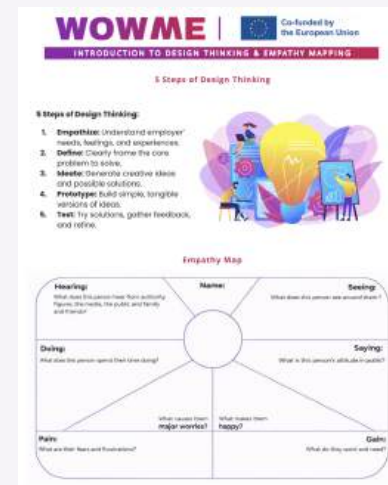 WOWME
Co-funded by
the European Union
INTRODUCTION TO DESIGN THINKING & EMPATHY MAPPING
5 Steps of Design Thinking
5 Steps of Design Thinking:
1. Empathize: Understand employer'
needs, feelings, and experiences.
2. Define: Clearly frame the core
problem to solve.
3. Ideate: Generate creative ideas
and possible solutions.
4. Prototype: Build simple, tangible
versions of ideas.
5. Test: Try solutions, gather feedback,
and refine.
Empathy Map
Hearing:
What does this person hear from authority
figures, the media, the public and family
and friends?
Name:
Seeing:
What does this person see around them?
Doing:
What does this person spend their time doing?
Saying:
What is this person's attitude in public?
What causes them
major worries?
What makes them
happy?
Pain:
What are their fears and frustrations?
Gain:
What do they want and need?